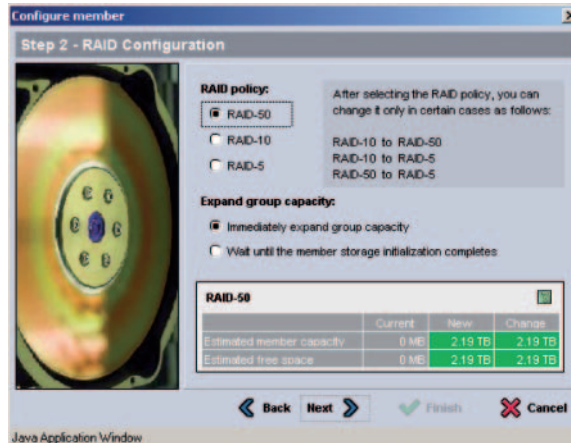 Configure member
Step 2 - RAID Configuration
RAID policy:
RAID-50
RAID-10
RAID-5
After selecting the RAID policy, you can
change it only in certain cases as follows:
RAID-10 to RAID-50
RAID-10 to RAID-5
RAID-50 to RAID-5
Expand group capacity:
Immediately expand group capacity
Wait until the member storage initialization completes
RAID-50
Current New Change
Estimated member capacity 0 MB 2.19 TB 2.19 TB
Estimated free space 0 MB 2.19 TB 2.19 TB
Back Next Finish Cancel
Java Application Window